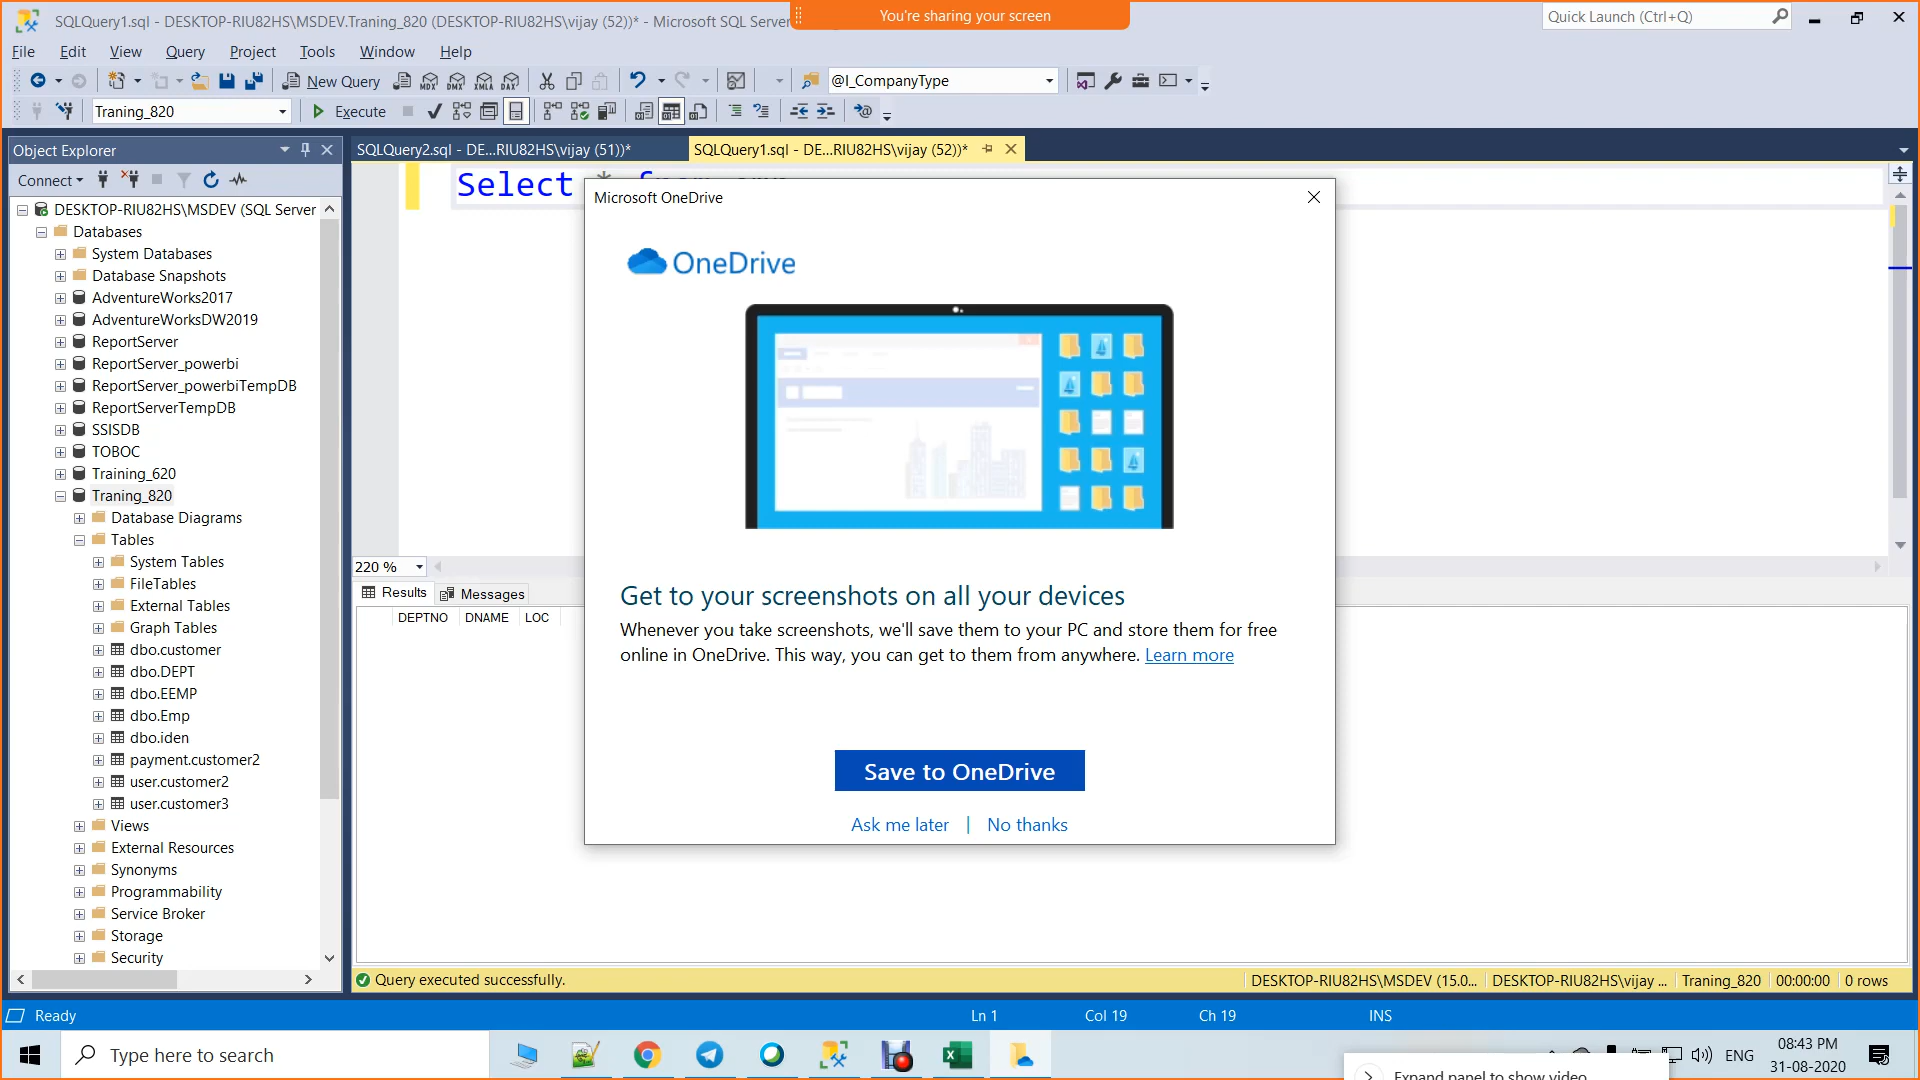 SQLQuery1.sql - DESKTOP-RIU82HS\MSDEV.Traning_820 (DESKTOP-RIU82HS\vijay (52))* - Microsoft SQL Server
You're sharing your screen
Quick Launch (Ctrl+Q)
File Edit View Query Project Tools Window Help
New Query MDX DMX XMLA DAX @I_CompanyType
Traning_820 Execute
Object Explorer
SQLQuery2.sql - DE...RIU82HS\vijay (51))* SQLQuery1.sql - DE...RIU82HS\vijay (52))*
Connect
Select *
Microsoft OneDrive
OneDrive
DESKTOP-RIU82HS\MSDEV (SQL Server
Databases
System Databases
Database Snapshots
AdventureWorks2017
AdventureWorksDW2019
ReportServer
ReportServer_powerbi
ReportServer_powerbiTempDB
ReportServerTempDB
SSISDB
TOBOC
Training_620
Traning_820
Database Diagrams
Tables
System Tables
FileTables
External Tables
Graph Tables
dbo.customer
dbo.DEPT
dbo.EEMP
dbo.Emp
dbo.iden
payment.customer2
user.customer2
user.customer3
Views
External Resources
Synonyms
Programmability
Service Broker
Storage
Security
220 %
Results Messages
DEPTNO DNAME LOC
Get to your screenshots on all your devices
Whenever you take screenshots, we'll save them to your PC and store them for free
online in OneDrive. This way, you can get to them from anywhere. Learn more
Save to OneDrive
Ask me later | No thanks
Query executed successfully.
DESKTOP-RIU82HS\MSDEV (15.0... DESKTOP-RIU82HS\vijay ... Traning_820 00:00:00 0 rows
Ready Ln 1 Col 19 Ch 19 INS
Type here to search
ENG
08:43 PM
31-08-2020
Expand panel to show video